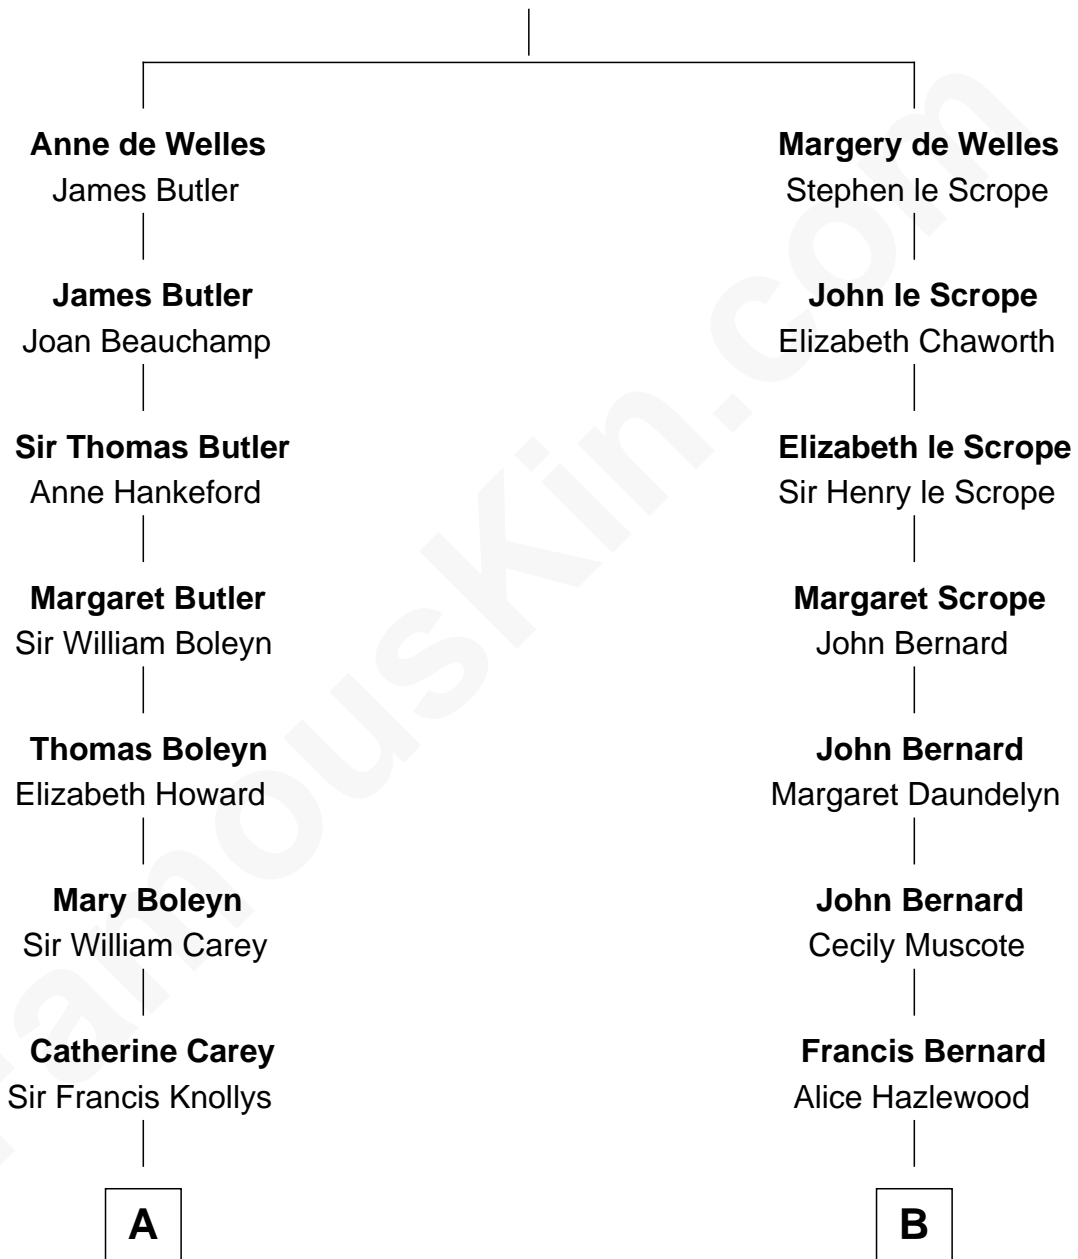 Anne de Welles
James Butler
James Butler
Joan Beauchamp
Sir Thomas Butler
Anne Hankeford
Margaret Butler
Sir William Boleyn
Thomas Boleyn
Elizabeth Howard
Mary Boleyn
Sir William Carey
Catherine Carey
Sir Francis Knollys
A
Margery de Welles
Stephen le Scrope
John le Scrope
Elizabeth Chaworth
Elizabeth le Scrope
Sir Henry le Scrope
Margaret Scrope
John Bernard
John Bernard
Margaret Daundelyn
John Bernard
Cecily Muscote
Francis Bernard
Alice Hazlewood
B
FamousKin.com